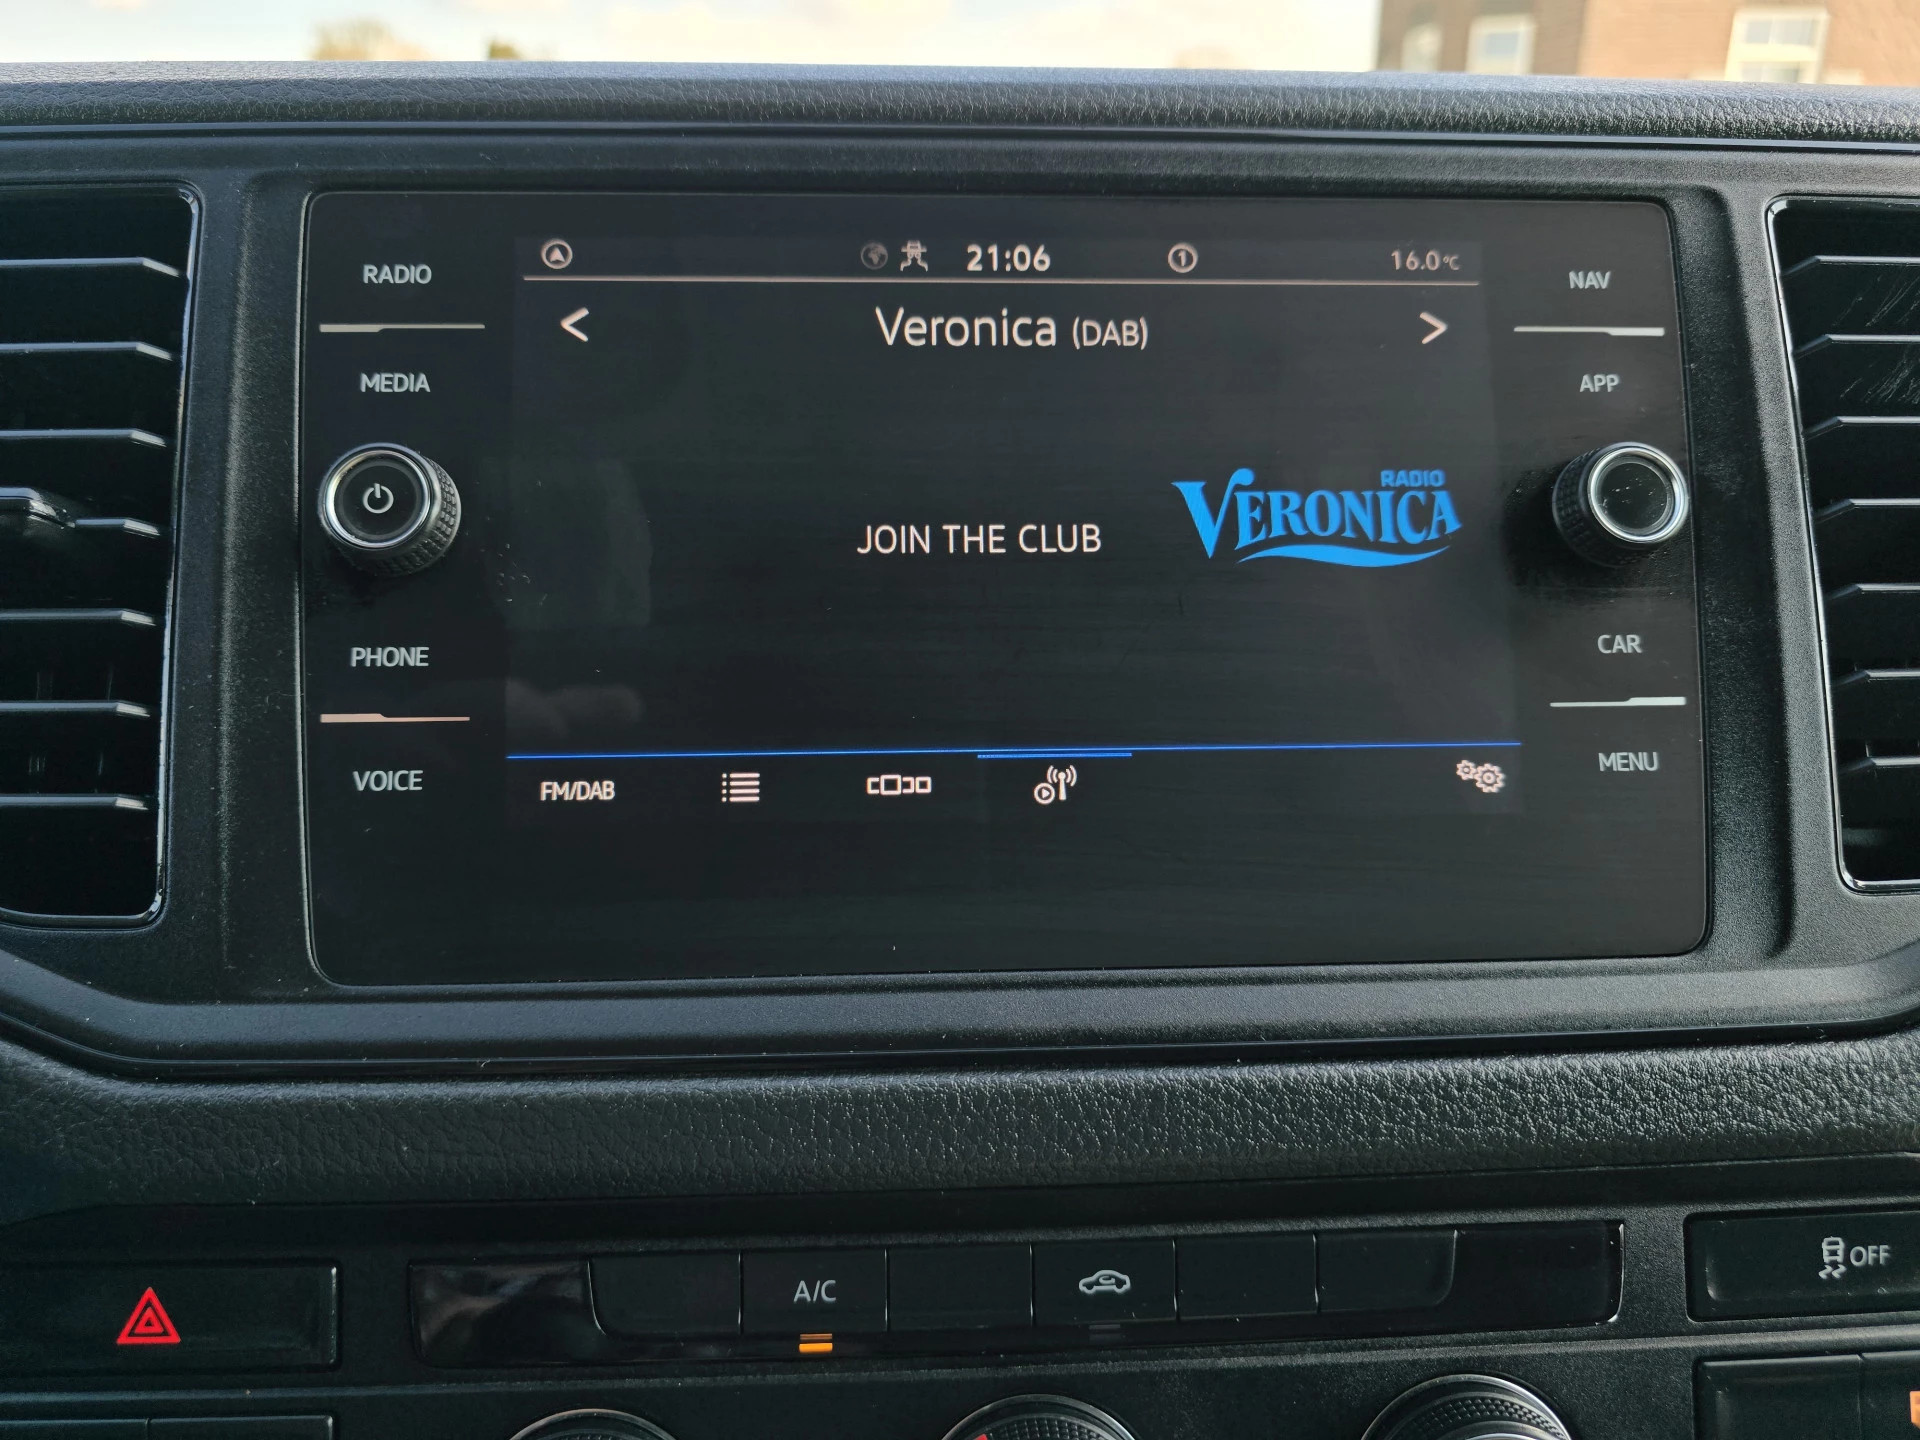 RADIO
MEDIA
PHONE
VOICE
21:06
1
16.0°C
< Veronica (DAB) >
JOIN THE CLUB
RADIO
VERONICA
FM/DAB
NAV
APP
CAR
MENU
A/C
OFF